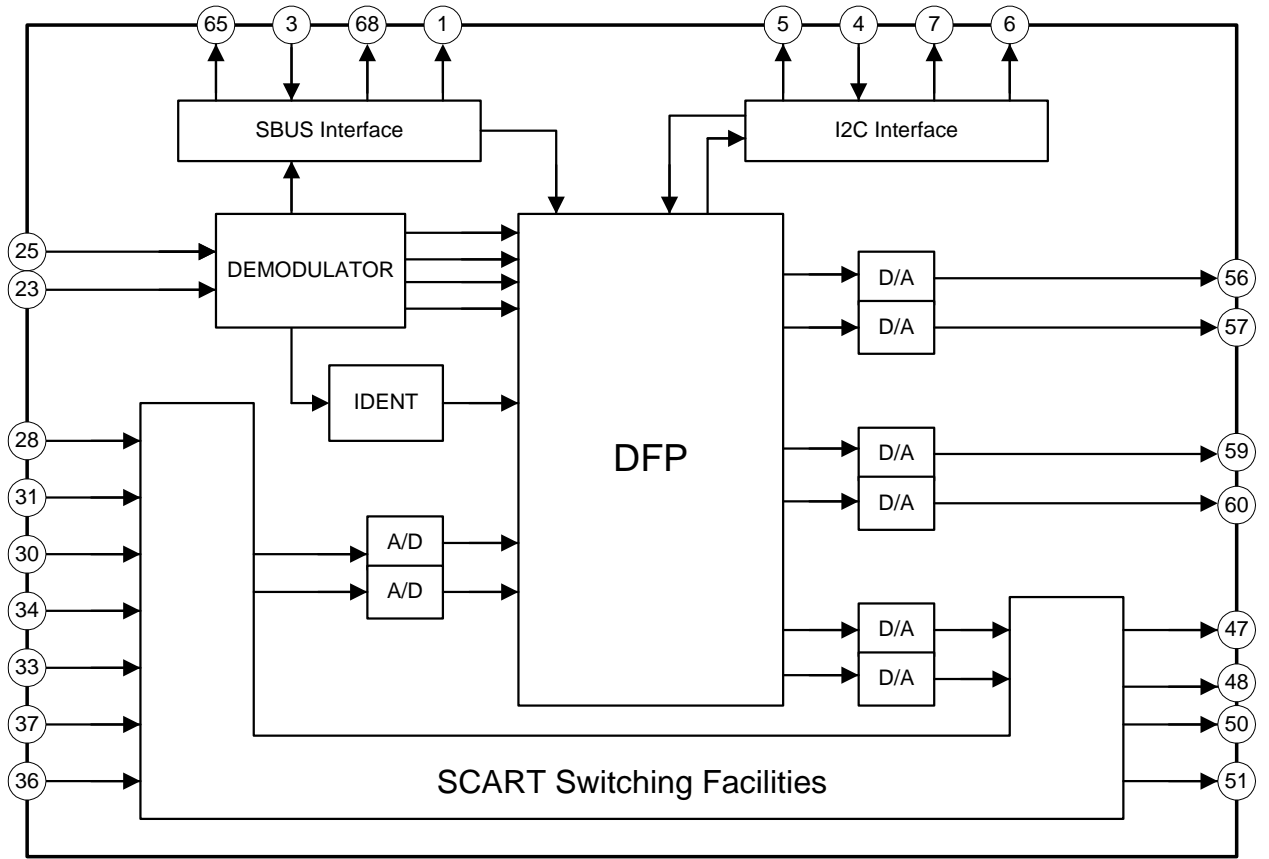 65 3 68 1 5 4 7 6
SBUS Interface
I2C Interface
25
DEMODULATOR
23
D/A
56
D/A
57
IDENT
28
DFP
D/A
59
31
D/A
60
30
A/D
34
A/D
D/A
47
33
D/A
48
37
50
36
SCART Switching Facilities
51